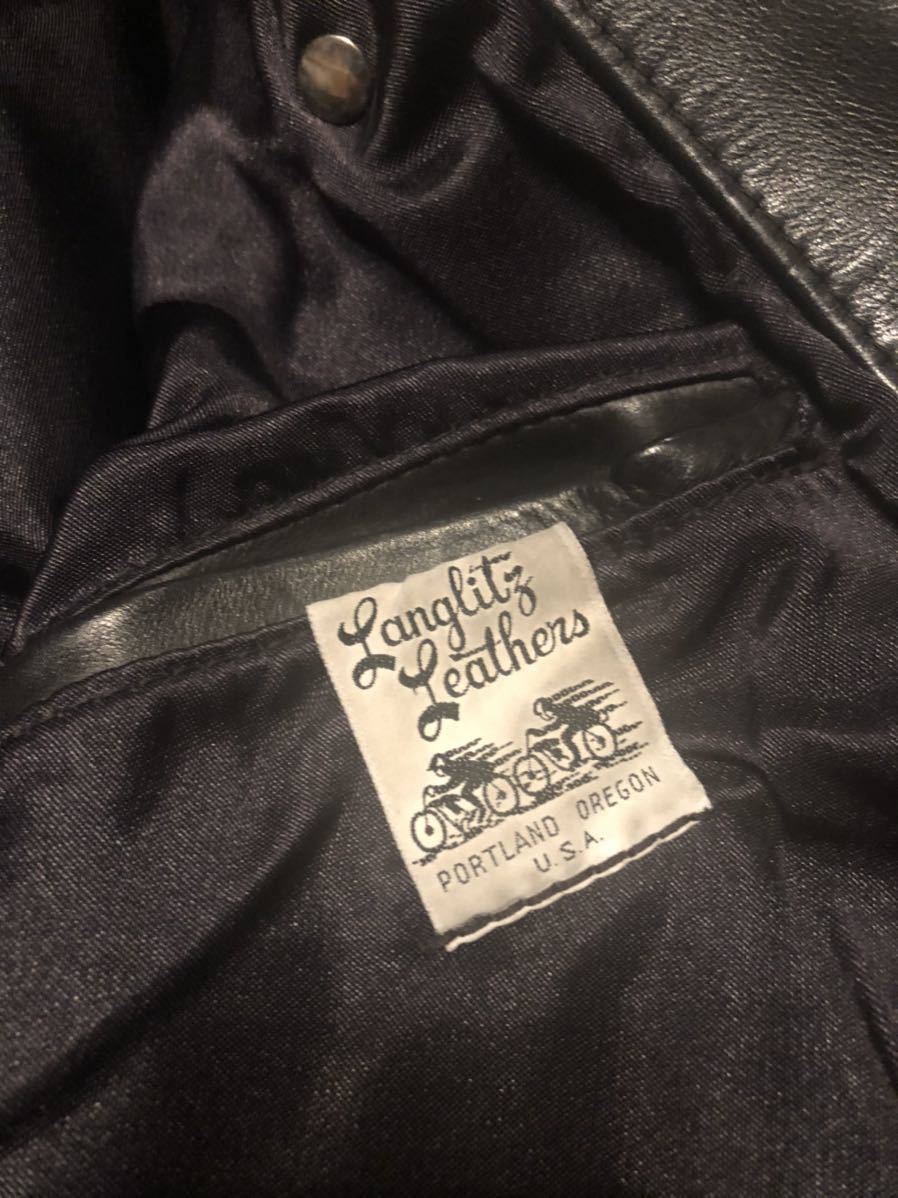 Langlitz
Leathers
PORTLAND OREGON
U.S.A.